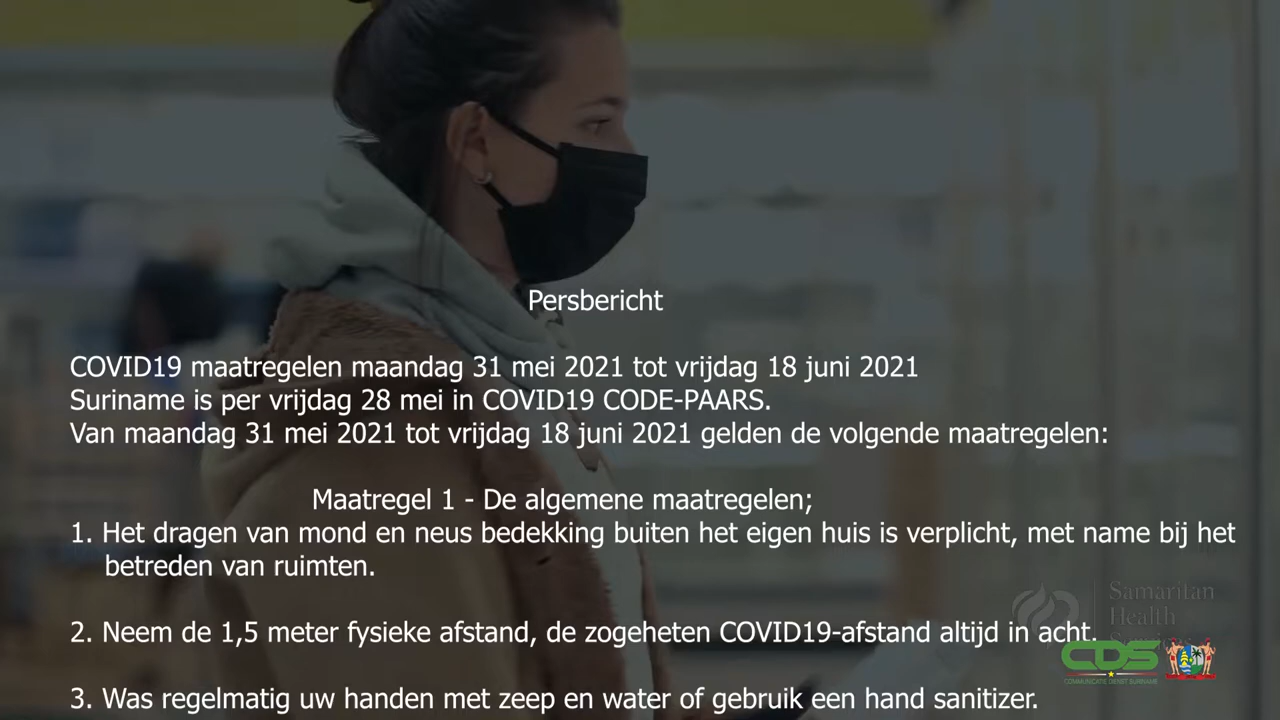 Persbericht
COVID19 maatregelen maandag 31 mei 2021 tot vrijdag 18 juni 2021
Suriname is per vrijdag 28 mei in COVID19 CODE-PAARS.
Van maandag 31 mei 2021 tot vrijdag 18 juni 2021 gelden de volgende maatregelen:
Maatregel 1 - De algemene maatregelen;
1. Het dragen van mond en neus bedekking buiten het eigen huis is verplicht, met name bij het
betreden van ruimten.
Samaritan
Health
2. Neem de 1,5 meter fysieke afstand, de zogeheten COVID19-afstand altijd in acht.
CDS
COMMUNICATIE DIENST SURINAME
3. Was regelmatig uw handen met zeep en water of gebruik een hand sanitizer.